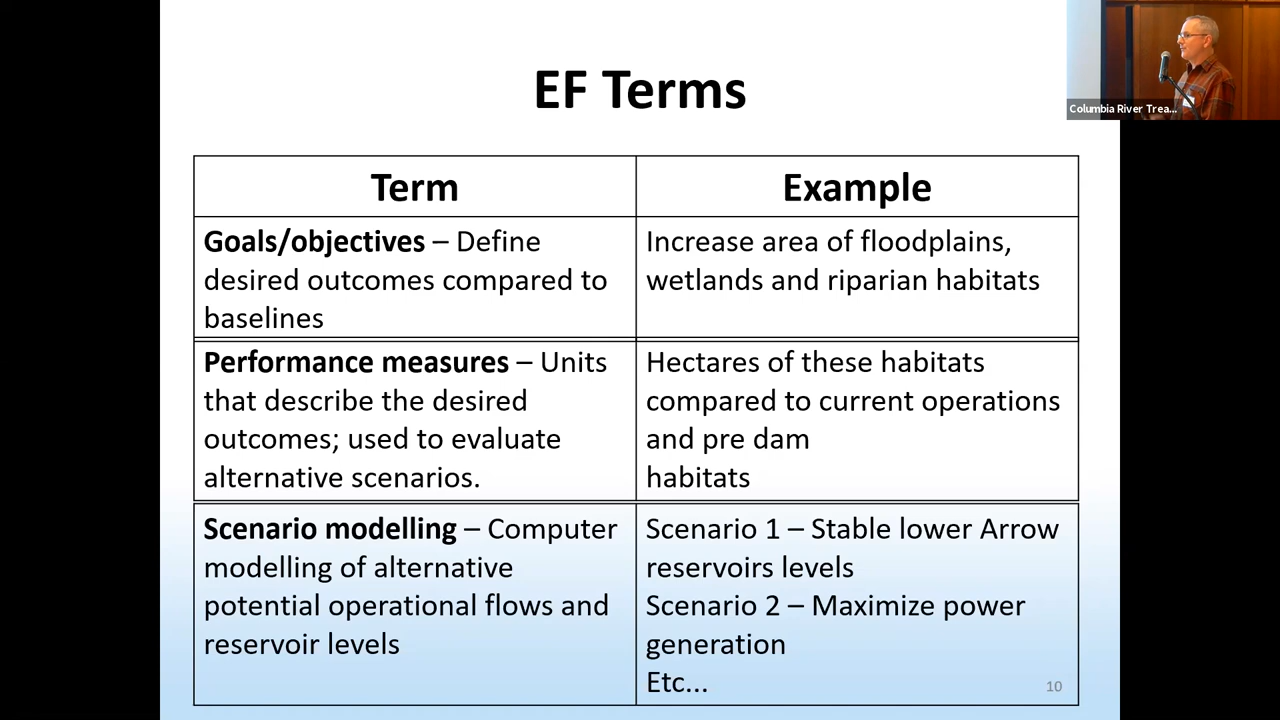 EF Terms
Columbia River Trea...
Term
Example
Goals/objectives – Define
desired outcomes compared to
baselines
Increase area of floodplains,
wetlands and riparian habitats
Performance measures – Units
that describe the desired
outcomes; used to evaluate
alternative scenarios.
Hectares of these habitats
compared to current operations
and pre dam
habitats
Scenario modelling – Computer
modelling of alternative
potential operational flows and
reservoir levels
Scenario 1 – Stable lower Arrow
reservoirs levels
Scenario 2 – Maximize power
generation
Etc...
10